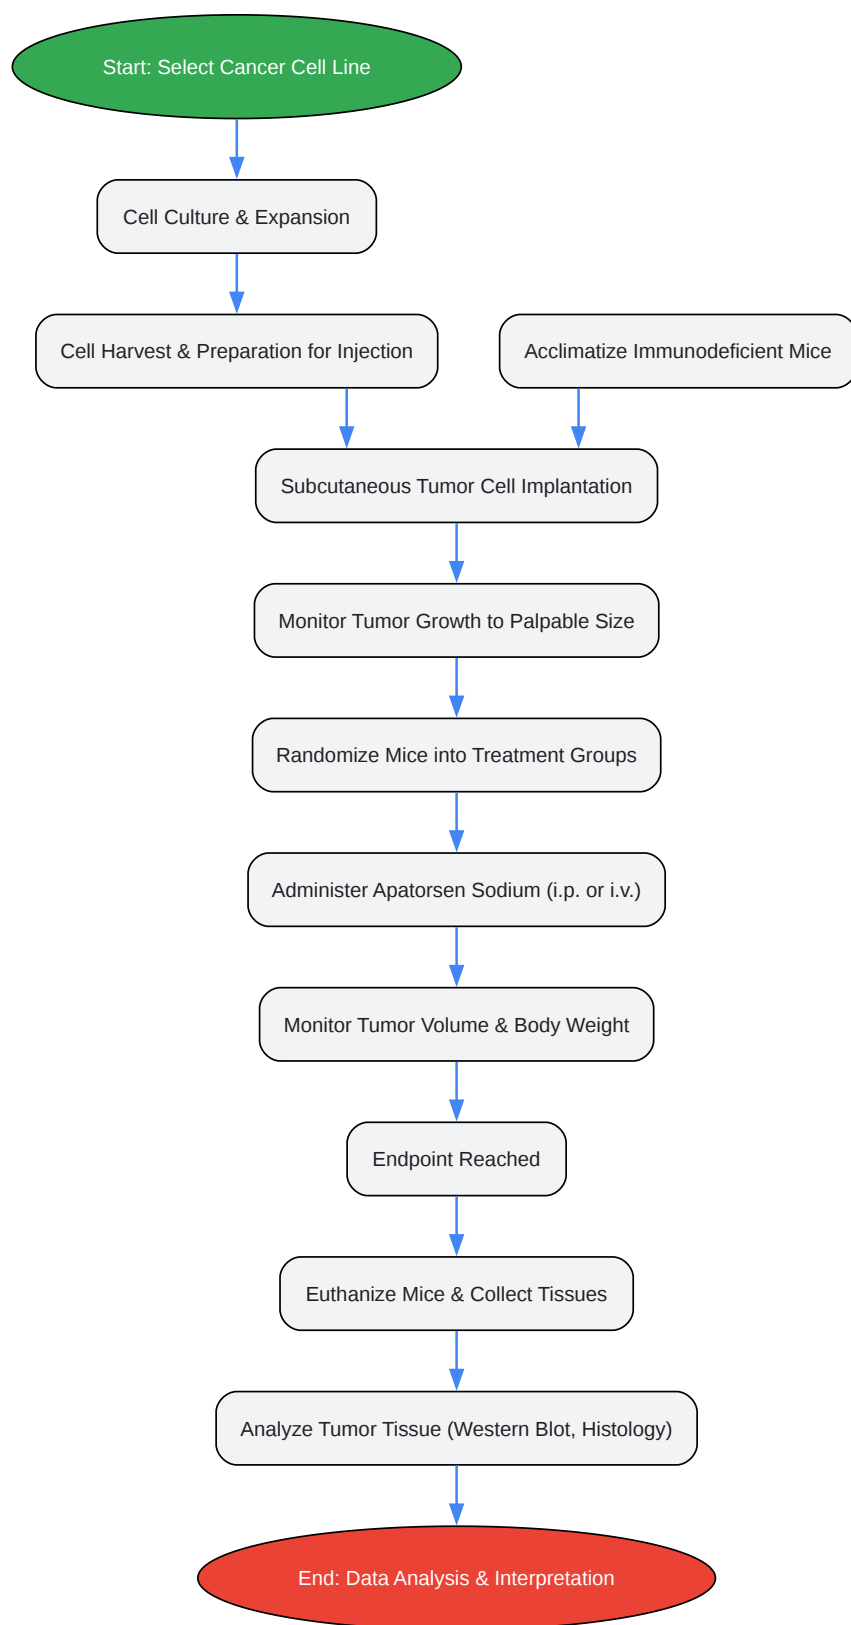 Start: Select Cancer Cell Line
Cell Culture & Expansion
Cell Harvest & Preparation for Injection
Acclimatize Immunodeficient Mice
Subcutaneous Tumor Cell Implantation
Monitor Tumor Growth to Palpable Size
Randomize Mice into Treatment Groups
Administer Apatorsen Sodium (i.p. or i.v.)
Monitor Tumor Volume & Body Weight
Endpoint Reached
Euthanize Mice & Collect Tissues
Analyze Tumor Tissue (Western Blot, Histology)
End: Data Analysis & Interpretation